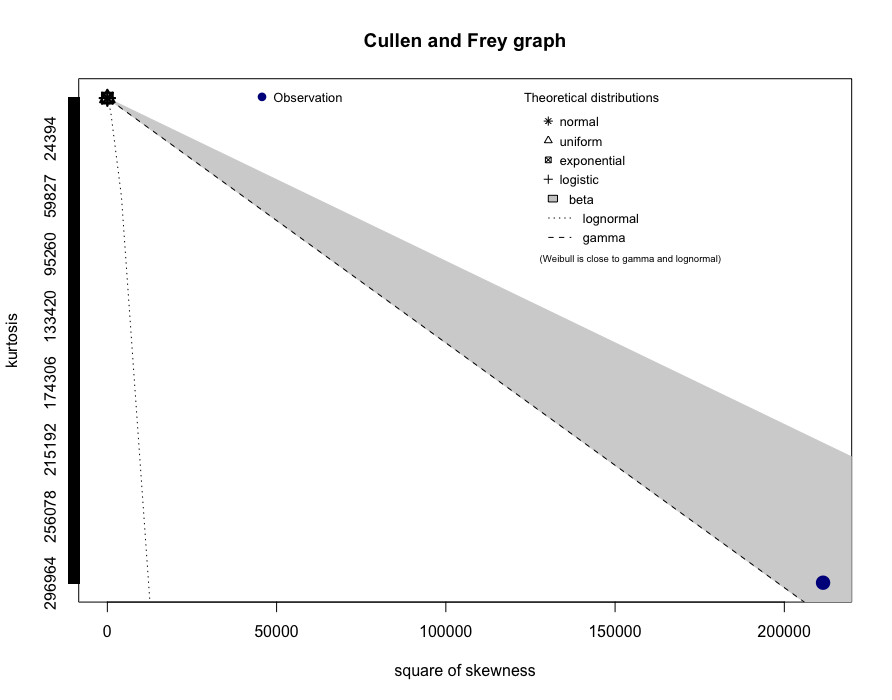 Cullen and Frey graph
Observation
Theoretical distributions
normal
uniform
exponential
logistic
beta
lognormal
gamma
(Weibull is close to gamma and lognormal)
kurtosis
24394
59827
95260
133420
174306
215192
256078
296964
0
50000
100000
150000
200000
square of skewness